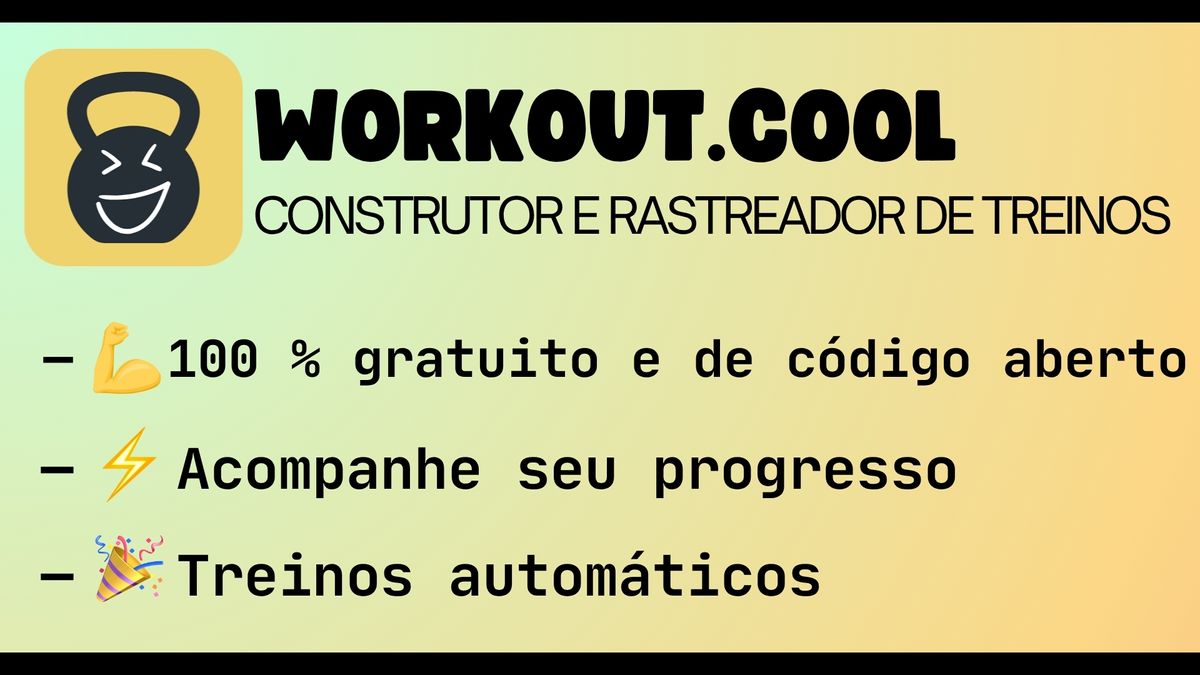 WORKOUT.COOL
CONSTRUTOR E RASTREADOR DE TREINOS
– 💪100 % gratuito e de código aberto
– ⚡ Acompanhe seu progresso
– 🎉 Treinos automáticos